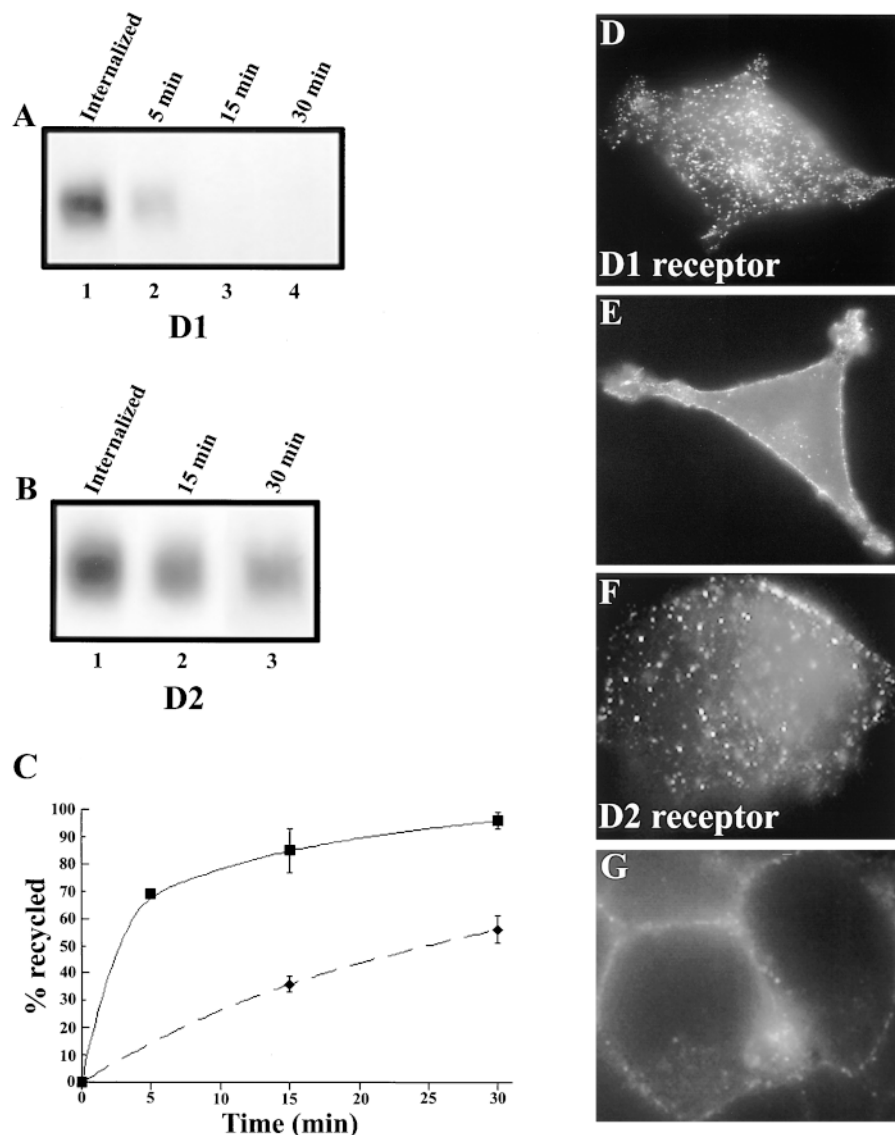 A
Internalized 5 min 15 min 30 min
1 2 3 4
D1
B
Internalized 15 min 30 min
1 2 3
D2
C
% recycled
100
90
80
70
60
50
40
30
20
10
0
0 5 10 15 20 25 30
Time (min)
D
D1 receptor
E
F
D2 receptor
G